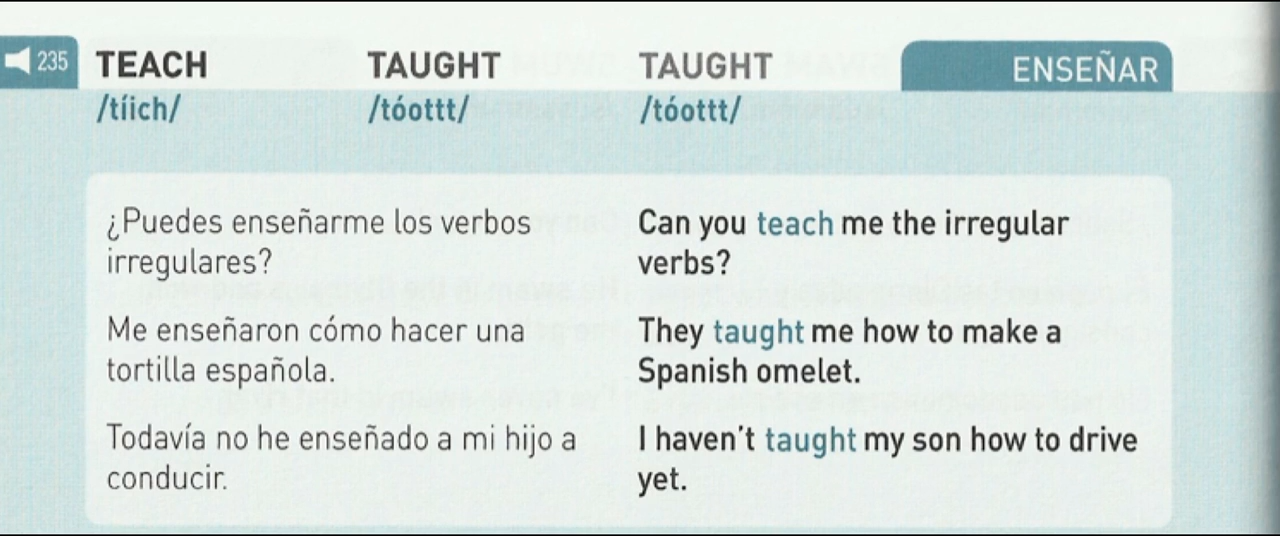 235 TEACH TAUGHT TAUGHT ENSEÑAR
/tíich/ /tóottt/ /tóottt/
¿Puedes enseñarme los verbos
irregulares?
Can you teach me the irregular
verbs?
Me enseñaron cómo hacer una
tortilla española.
They taught me how to make a
Spanish omelet.
Todavía no he enseñado a mi hijo a
conducir.
I haven't taught my son how to drive
yet.